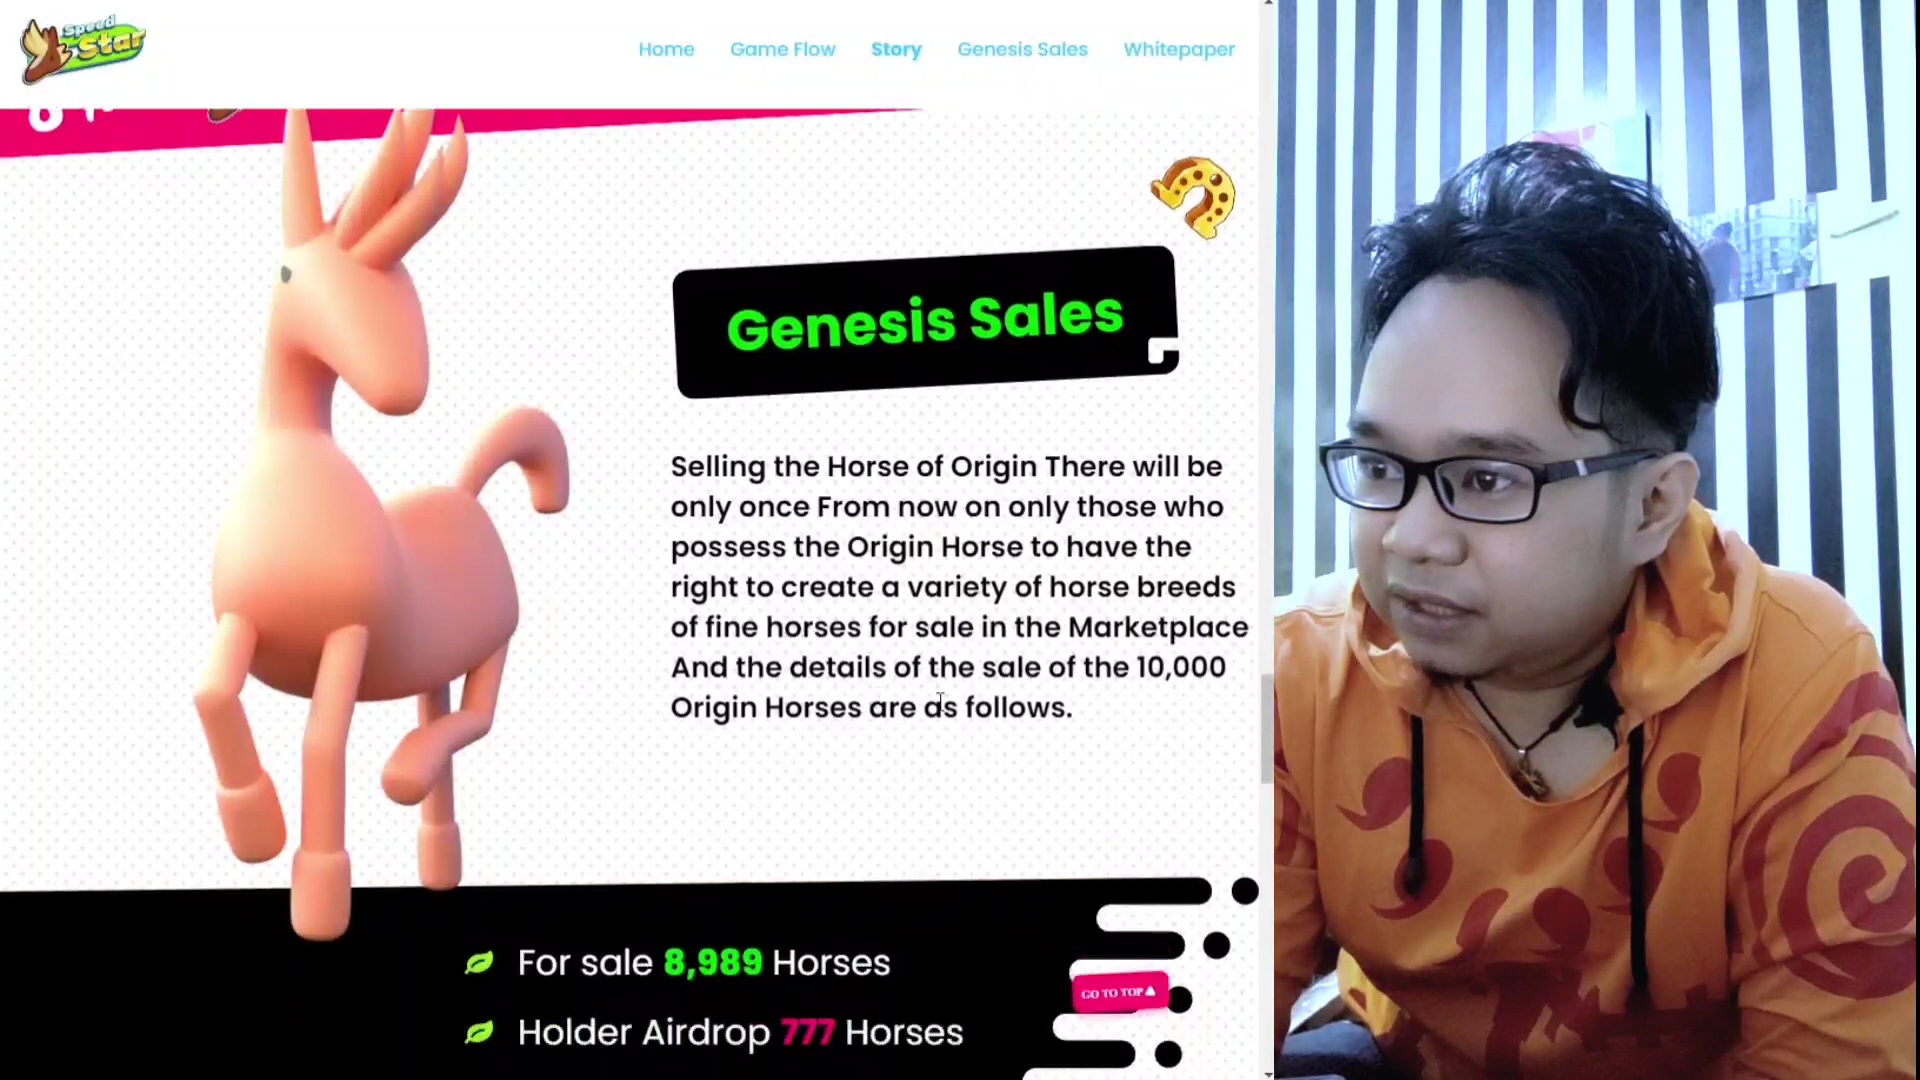 Speed
Star
Home Game Flow Story Genesis Sales Whitepaper
Genesis Sales
Selling the Horse of Origin There will be
only once From now on only those who
possess the Origin Horse to have the
right to create a variety of horse breeds
of fine horses for sale in the Marketplace
And the details of the sale of the 10,000
Origin Horses are as follows.
For sale 8,989 Horses
GO TO TOP
Holder Airdrop 777 Horses